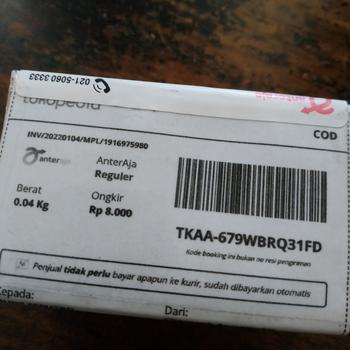 021-5060 3333
anteraja
tokopedia
COD
INV/20220104/MPL/1916975980
anteraja
AnterAja
Reguler
Berat
0.04 Kg
Ongkir
Rp 8.000
TKAA-679WBRQ31FD
Kode booking ini bukan no resi pengiriman
Penjual tidak perlu bayar apapun ke kurir, sudah dibayarkan otomatis
Kepada:
Dari: